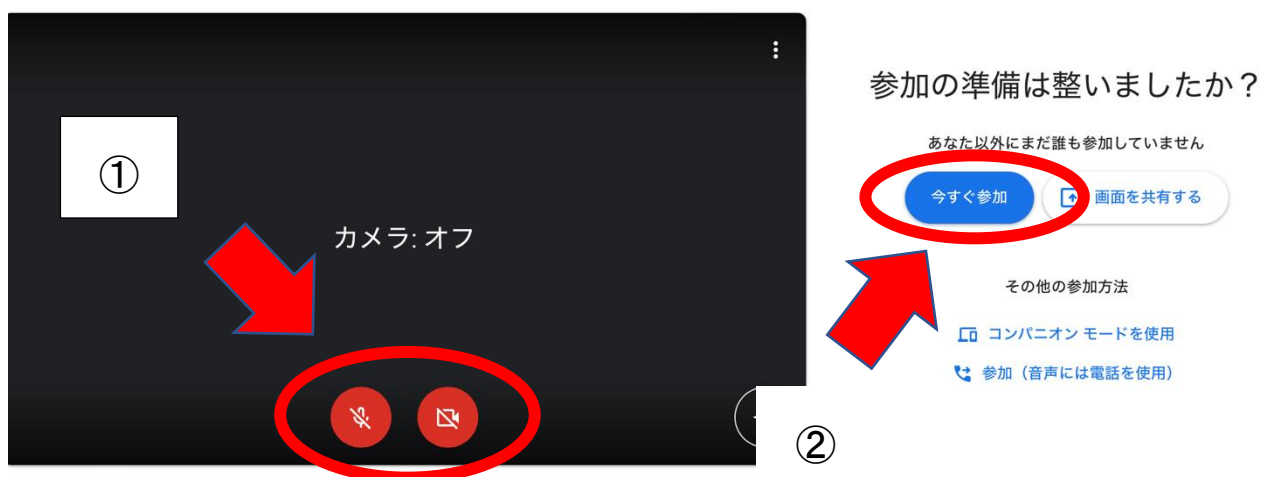 ①
カメラ: オフ
参加の準備は整いましたか？
あなた以外にまだ誰も参加していません
今すぐ参加
画面を共有する
その他の参加方法
コンパニオン モードを使用
参加（音声には電話を使用）
②